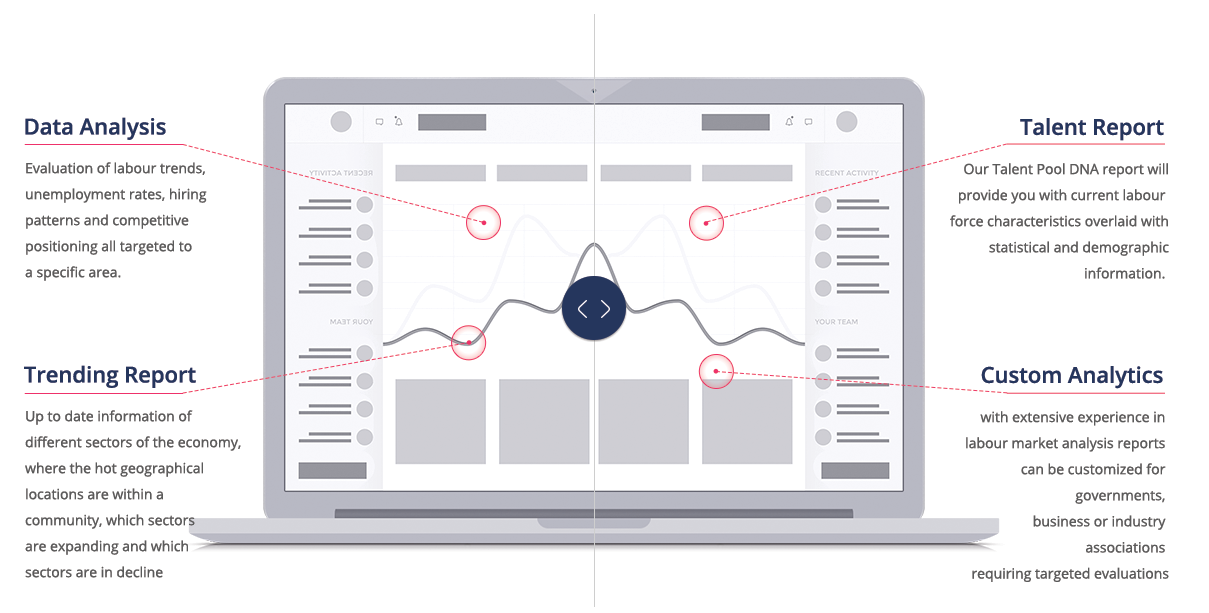 Data Analysis
Evaluation of labour trends,
unemployment rates, hiring
patterns and competitive
positioning all targeted to
a specific area.
Trending Report
Up to date information of
different sectors of the economy,
where the hot geographical
locations are within a
community, which sectors
are expanding and which
sectors are in decline
RECENT ACTIVITY
YOUR TEAM
RECENT ACTIVITY
YOUR TEAM
Talent Report
Our Talent Pool DNA report will
provide you with current labour
force characteristics overlaid with
statistical and demographic
information.
Custom Analytics
with extensive experience in
labour market analysis reports
can be customized for
governments,
business or industry
associations
requiring targeted evaluations